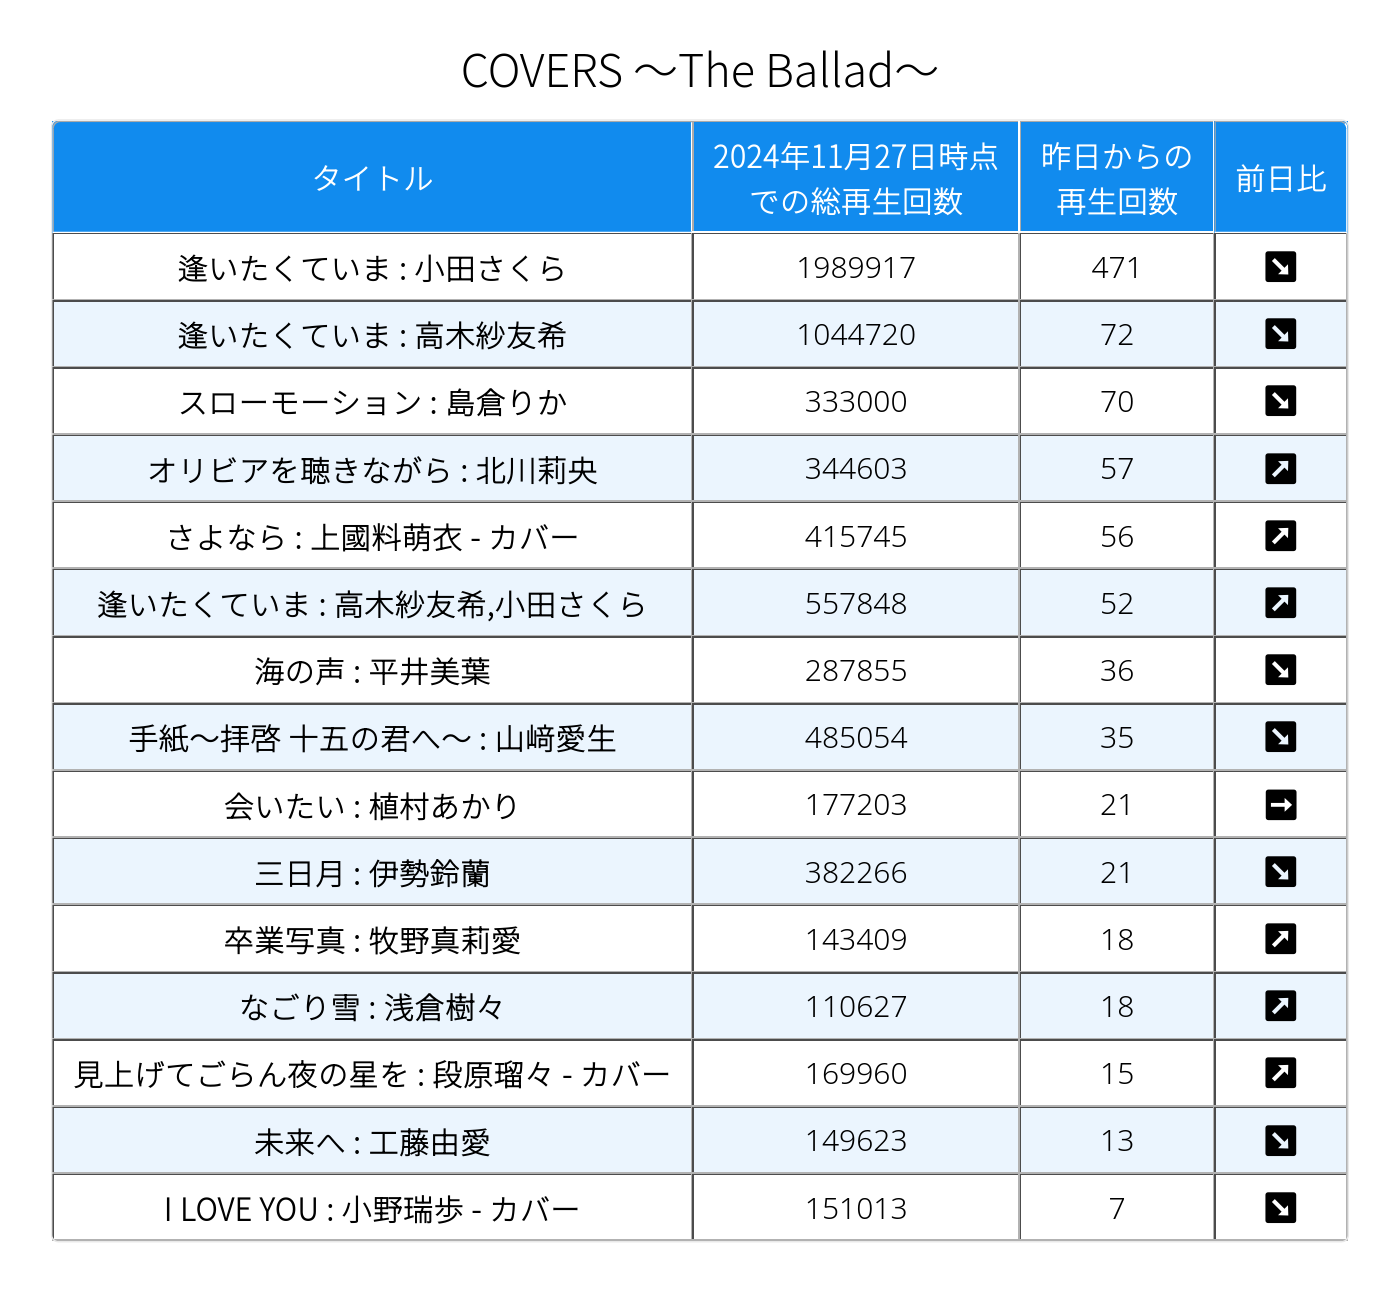 COVERS ～The Ballad～
タイトル
2024年11月27日時点
での総再生回数
昨日からの
再生回数
前日比
逢いたくていま : 小田さくら 1989917 471 ↘
逢いたくていま : 高木紗友希 1044720 72 ↘
スローモーション : 島倉りか 333000 70 ↘
オリビアを聴きながら : 北川莉央 344603 57 ↗
さよなら : 上國料萌衣 - カバー 415745 56 ↗
逢いたくていま : 高木紗友希,小田さくら 557848 52 ↗
海の声 : 平井美葉 287855 36 ↘
手紙～拝啓 十五の君へ～ : 山﨑愛生 485054 35 ↘
会いたい : 植村あかり 177203 21 →
三日月 : 伊勢鈴蘭 382266 21 ↘
卒業写真 : 牧野真莉愛 143409 18 ↗
なごり雪 : 浅倉樹々 110627 18 ↗
見上げてごらん夜の星を : 段原瑠々 - カバー 169960 15 ↗
未来へ : 工藤由愛 149623 13 ↘
I LOVE YOU : 小野瑞歩 - カバー 151013 7 ↘